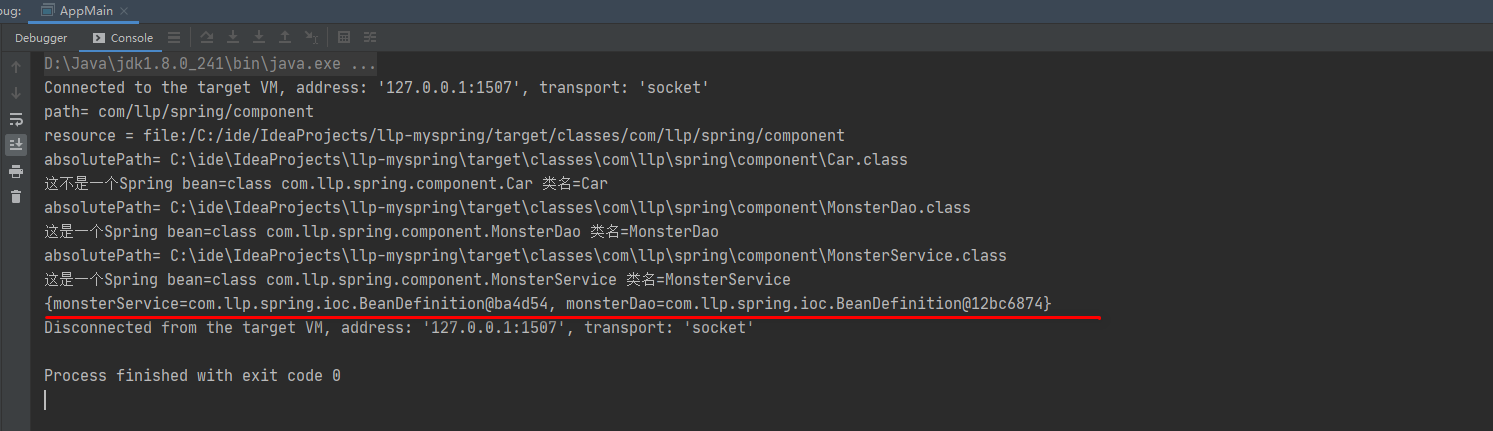 bug: AppMain
Debugger Console
D:\Java\jdk1.8.0_241\bin\java.exe ...
Connected to the target VM, address: '127.0.0.1:1507', transport: 'socket'
path= com/llp/spring/component
resource = file:/C:/ide/IdeaProjects/llp-myspring/target/classes/com/llp/spring/component
absolutePath= C:\ide\IdeaProjects\llp-myspring\target\classes\com\llp\spring\component\Car.class
这不是一个Spring bean=class com.llp.spring.component.Car 类名=Car
absolutePath= C:\ide\IdeaProjects\llp-myspring\target\classes\com\llp\spring\component\MonsterDao.class
这是一个Spring bean=class com.llp.spring.component.MonsterDao 类名=MonsterDao
absolutePath= C:\ide\IdeaProjects\llp-myspring\target\classes\com\llp\spring\component\MonsterService.class
这是一个Spring bean=class com.llp.spring.component.MonsterService 类名=MonsterService
{monsterService=com.llp.spring.ioc.BeanDefinition@ba4d54, monsterDao=com.llp.spring.ioc.BeanDefinition@12bc6874}
Disconnected from the target VM, address: '127.0.0.1:1507', transport: 'socket'
Process finished with exit code 0